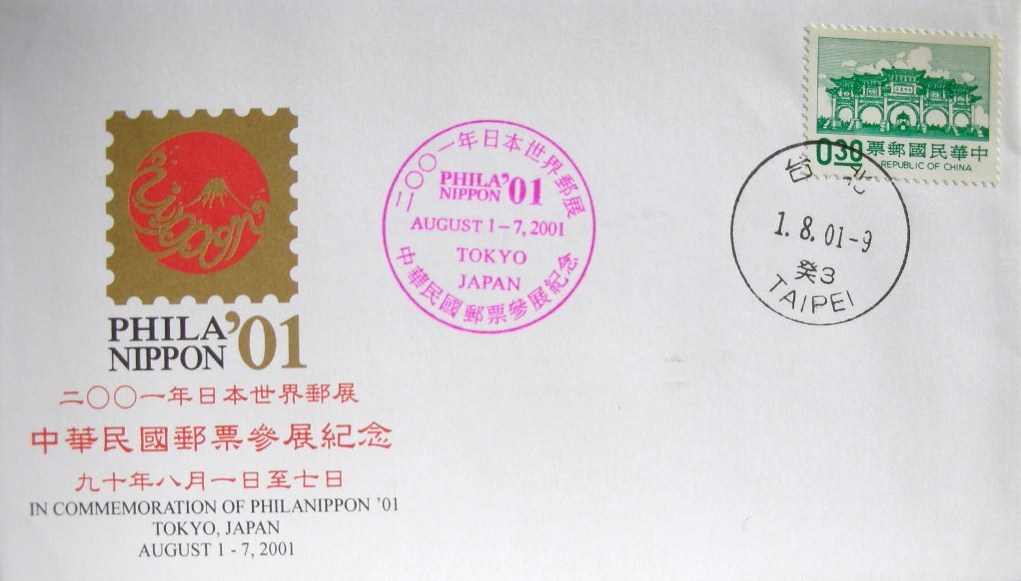 中華民國郵票
0.30
REPUBLIC OF CHINA
台北
1.8.01-9
癸3
TAIPEI
二〇〇一年日本世界郵展
PHILA
NIPPON '01
AUGUST 1-7, 2001
TOKYO
JAPAN
中華民國郵票參展紀念
Nippon
PHILA
NIPPON '01
二〇〇一年日本世界郵展
中華民國郵票參展紀念
九十年八月一日至七日
IN COMMEMORATION OF PHILANIPPON '01
TOKYO, JAPAN
AUGUST 1 - 7, 2001